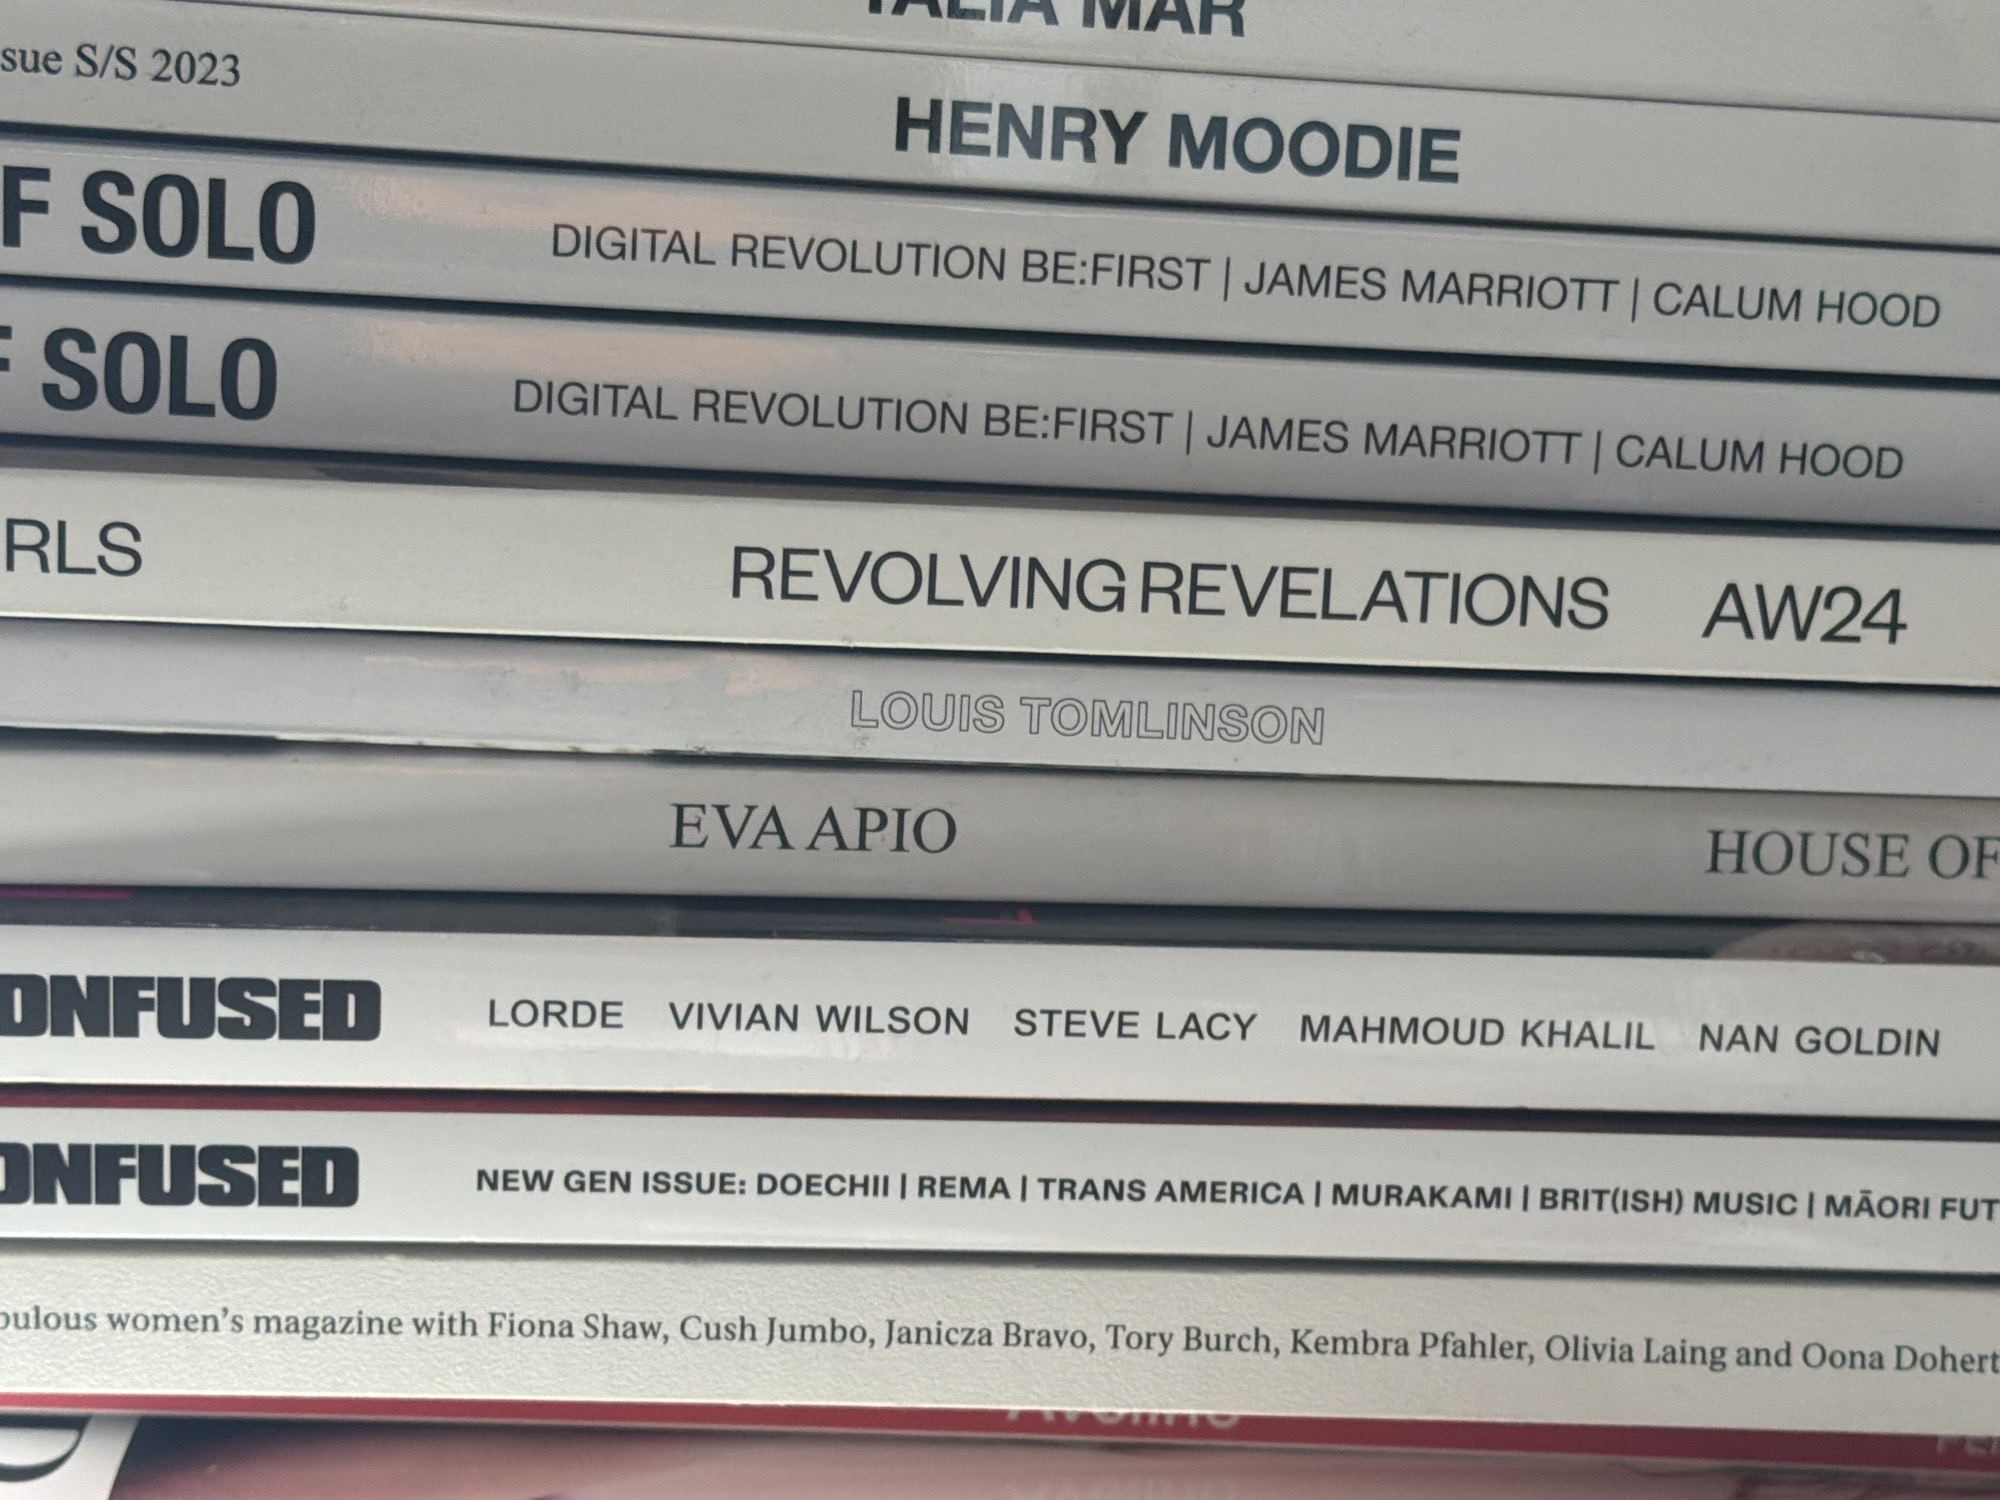 TALIA MAR
sue S/S 2023 HENRY MOODIE
F SOLO DIGITAL REVOLUTION BE:FIRST | JAMES MARRIOTT | CALUM HOOD
F SOLO DIGITAL REVOLUTION BE:FIRST | JAMES MARRIOTT | CALUM HOOD
RLS REVOLVING REVELATIONS AW24
LOUIS TOMLINSON
EVA APIO HOUSE OF
ONFUSED LORDE VIVIAN WILSON STEVE LACY MAHMOUD KHALIL NAN GOLDIN
ONFUSED NEW GEN ISSUE: DOECHII | REMA | TRANS AMERICA | MURAKAMI | BRIT(ISH) MUSIC | MĀORI FUT
bulous women's magazine with Fiona Shaw, Cush Jumbo, Janicza Bravo, Tory Burch, Kembra Pfahler, Olivia Laing and Oona Dohert